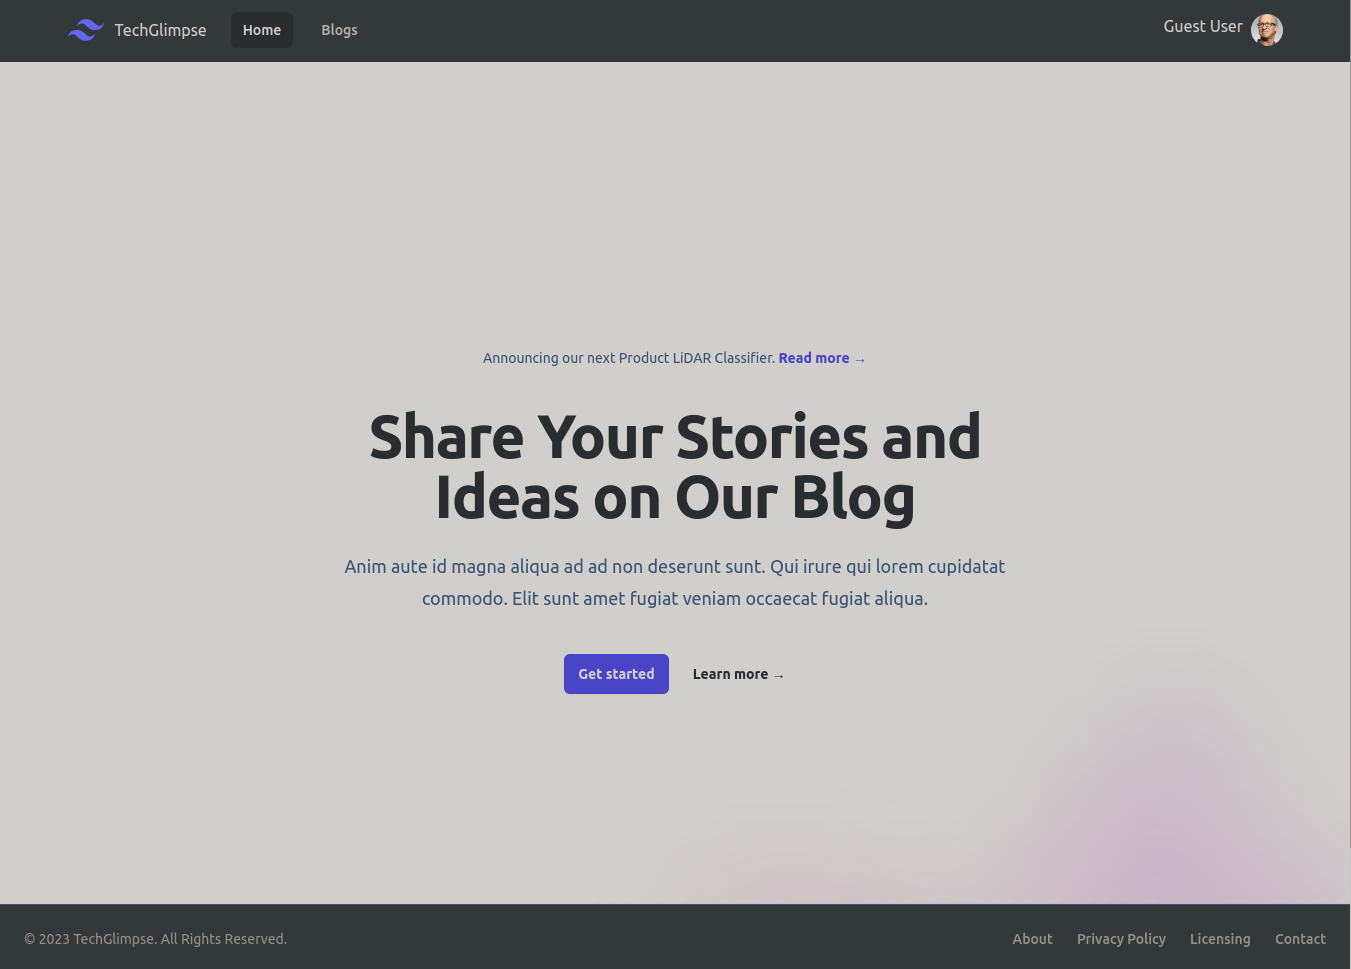 TechGlimpse
Home
Blogs
Guest User
Announcing our next Product LiDAR Classifier. Read more →
Share Your Stories and
Ideas on Our Blog
Anim aute id magna aliqua ad ad non deserunt sunt. Qui irure qui lorem cupidatat
commodo. Elit sunt amet fugiat veniam occaecat fugiat aliqua.
Get started
Learn more →
© 2023 TechGlimpse. All Rights Reserved.
About
Privacy Policy
Licensing
Contact